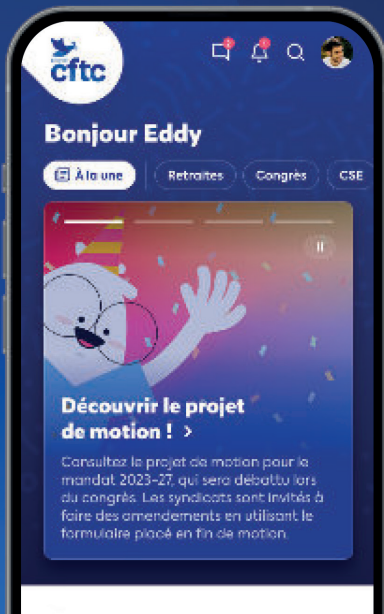 cftc
Bonjour Eddy
À la une
Retraites
Congrès
CSE
Découvrir le projet
de motion ! >
Consultez le projet de motion pour le
mandat 2023-27, qui sera débattu lors
du congrès. Les syndicats sont invités à
faire des amendements en utilisant le
formulaire placé en fin de motion.